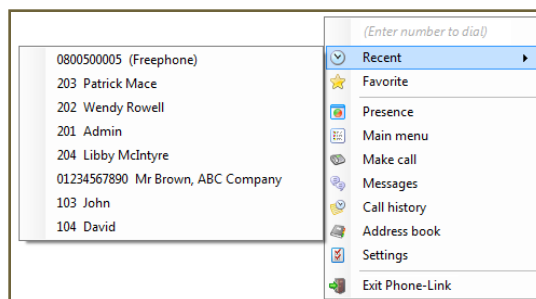 0800500005 (Freephone)
203 Patrick Mace
202 Wendy Rowell
201 Admin
204 Libby McIntyre
01234567890 Mr Brown, ABC Company
103 John
104 David
(Enter number to dial)
Recent
Favorite
Presence
Main menu
Make call
Messages
Call history
Address book
Settings
Exit Phone-Link